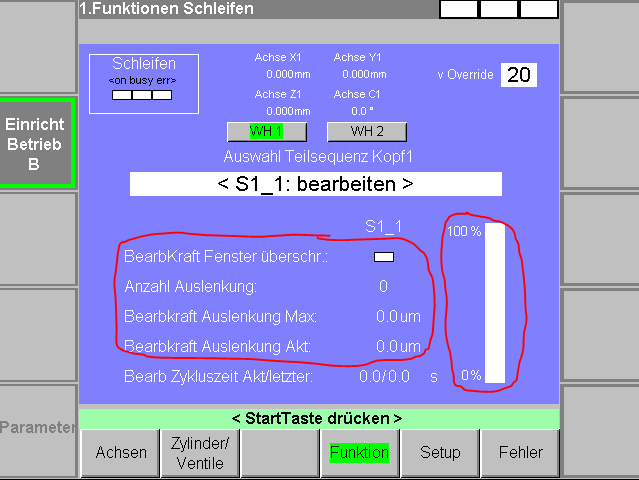 1.Funktionen Schleifen
Schleifen
<on busy err>
Achse X1
0.000mm
Achse Y1
0.000mm
Achse Z1
0.000mm
Achse C1
0.0 °
v Override 20
WH 1
WH 2
Einricht
Betrieb
B
Auswahl Teilsequenz Kopf1
< S1_1: bearbeiten >
S1_1
100 %
BearbKraft Fenster überschr.:
Anzahl Auslenkung: 0
Bearbkraft Auslenkung Max: 0.0 um
Bearbkraft Auslenkung Akt: 0.0 um
0%
Bearb Zykluszeit Akt/letzter: 0.0/0.0 s
Parameter
< StartTaste drücken >
Achsen
Zylinder/
Ventile
Funktion
Setup
Fehler